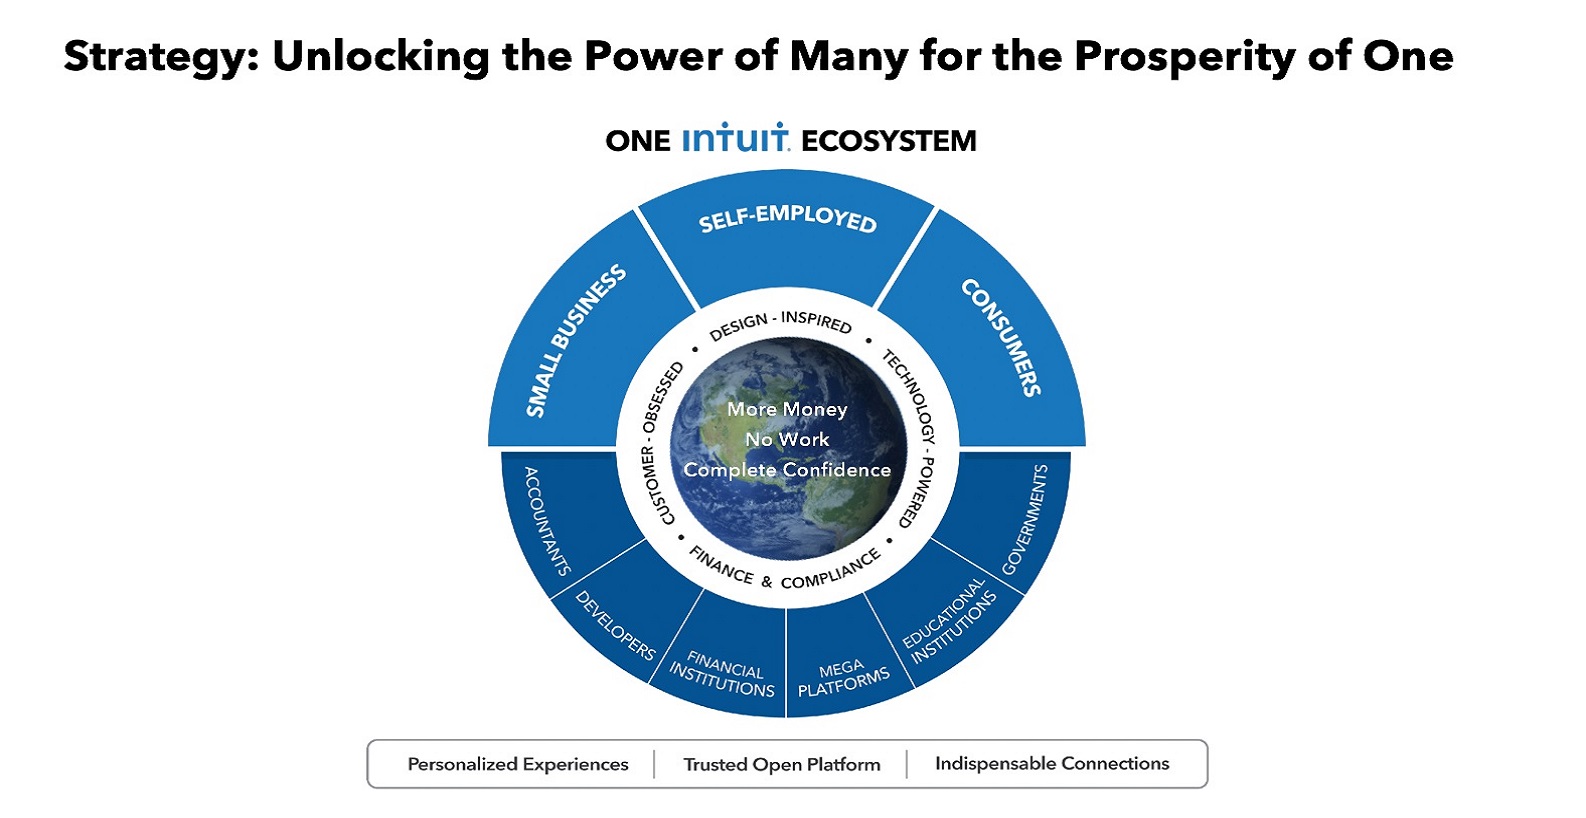 Strategy: Unlocking the Power of Many for the Prosperity of One
ONE intuit. ECOSYSTEM
SMALL BUSINESS
SELF-EMPLOYED
CONSUMERS
CUSTOMER - OBSESSED
• DESIGN - INSPIRED •
TECHNOLOGY - POWERED
• FINANCE & COMPLIANCE •
More Money
No Work
Complete Confidence
ACCOUNTANTS
DEVELOPERS
FINANCIAL
INSTITUTIONS
MEGA
PLATFORMS
EDUCATIONAL
INSTITUTIONS
GOVERNMENTS
Personalized Experiences | Trusted Open Platform | Indispensable Connections